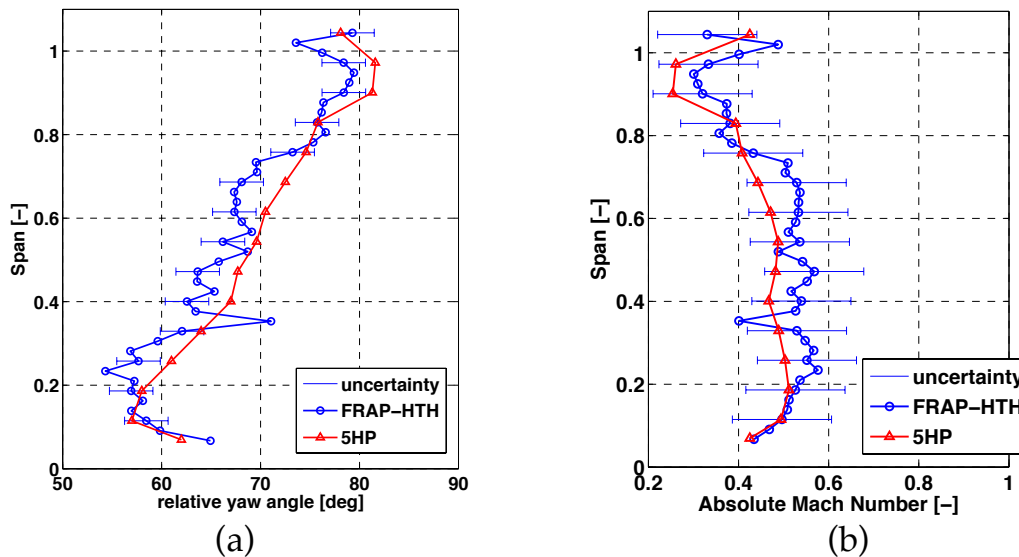 1
0.8
0.6
0.4
0.2
0
Span [−]
50 60 70 80 90
relative yaw angle [deg]
uncertainty
FRAP−HTH
5HP
(a)
1
0.8
0.6
0.4
0.2
0
Span [−]
0.2 0.4 0.6 0.8 1
Absolute Mach Number [−]
uncertainty
FRAP−HTH
5HP
(b)